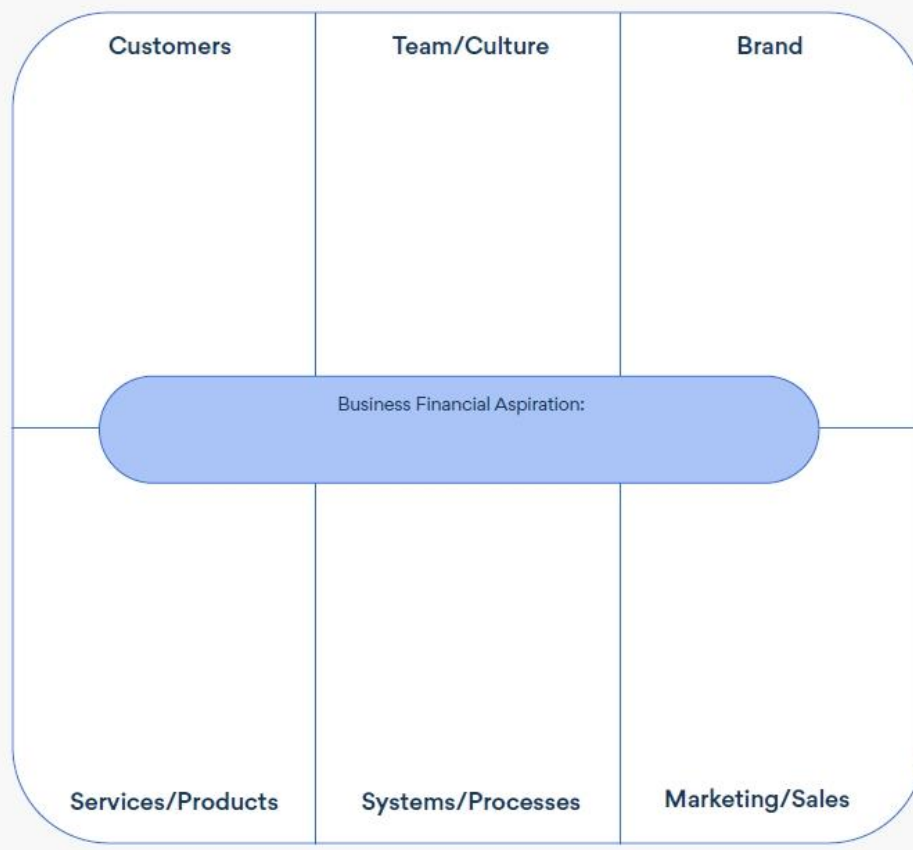 Customers
Team/Culture
Brand
Business Financial Aspiration:
Services/Products
Systems/Processes
Marketing/Sales